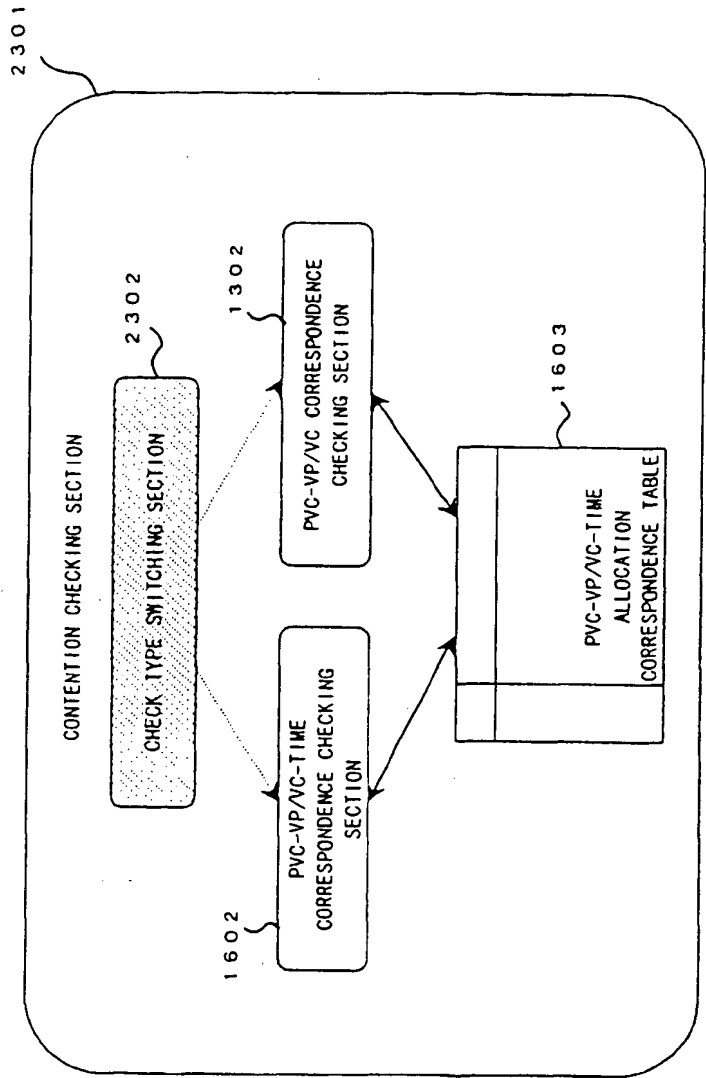 2301
CONTENTION CHECKING SECTION
2302
CHECK TYPE SWITCHING SECTION
1602
PVC-VP/VC-TIME
CORRESPONDENCE CHECKING
SECTION
1302
PVC-VP/VC CORRESPONDENCE
CHECKING SECTION
1603
PVC-VP/VC-TIME
ALLOCATION
CORRESPONDENCE TABLE